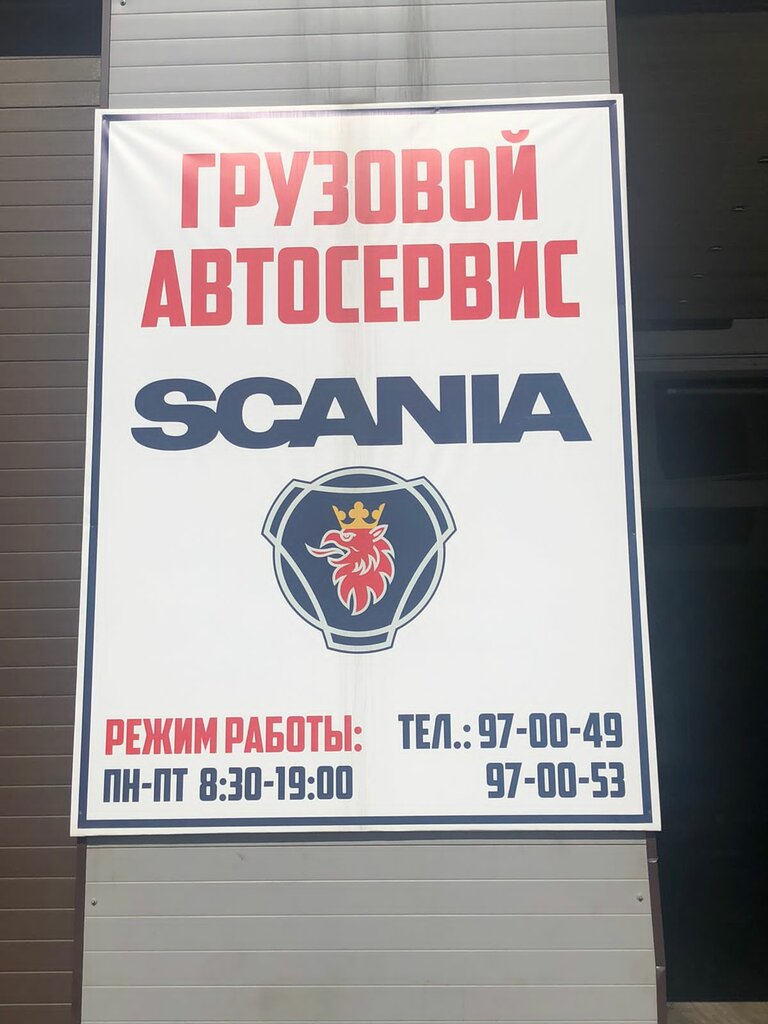 ГРУЗОВОЙ
АВТОСЕРВИС
SCANIA
РЕЖИМ РАБОТЫ:
ПН-ПТ 8:30-19:00
ТЕЛ.: 97-00-49
97-00-53